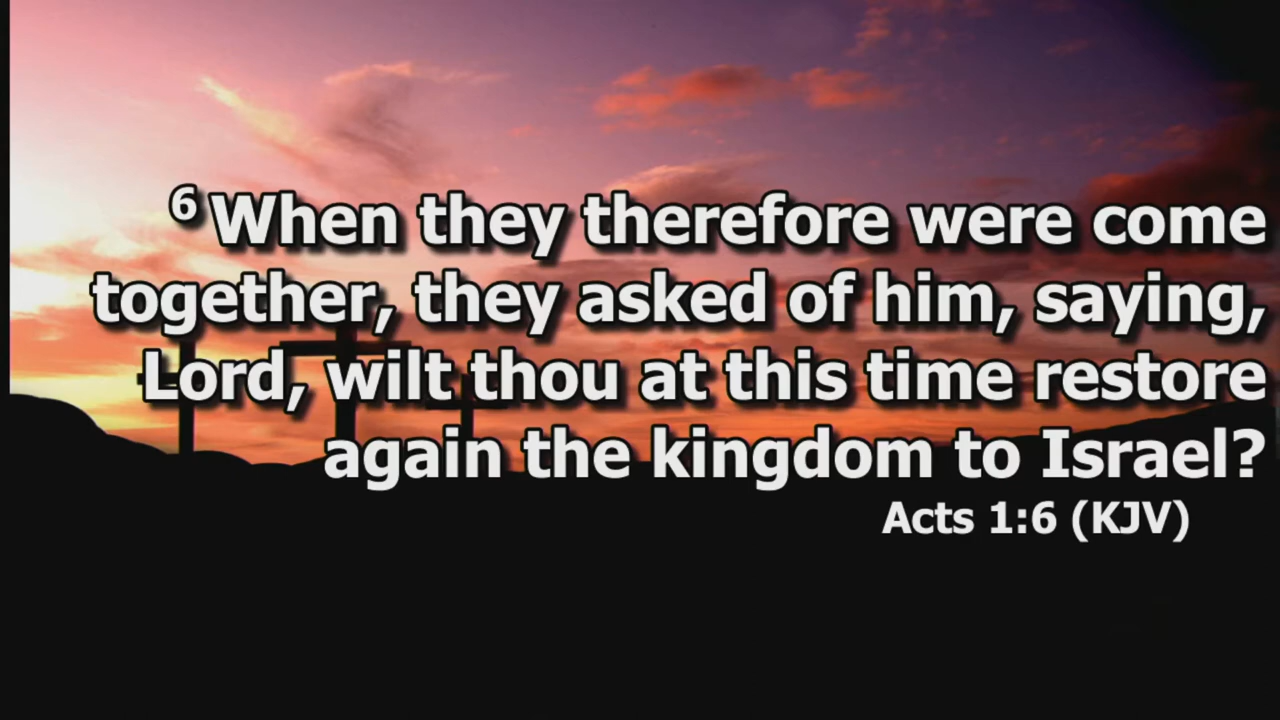 6 When they therefore were come
together, they asked of him, saying,
Lord, wilt thou at this time restore
again the kingdom to Israel?
Acts 1:6 (KJV)